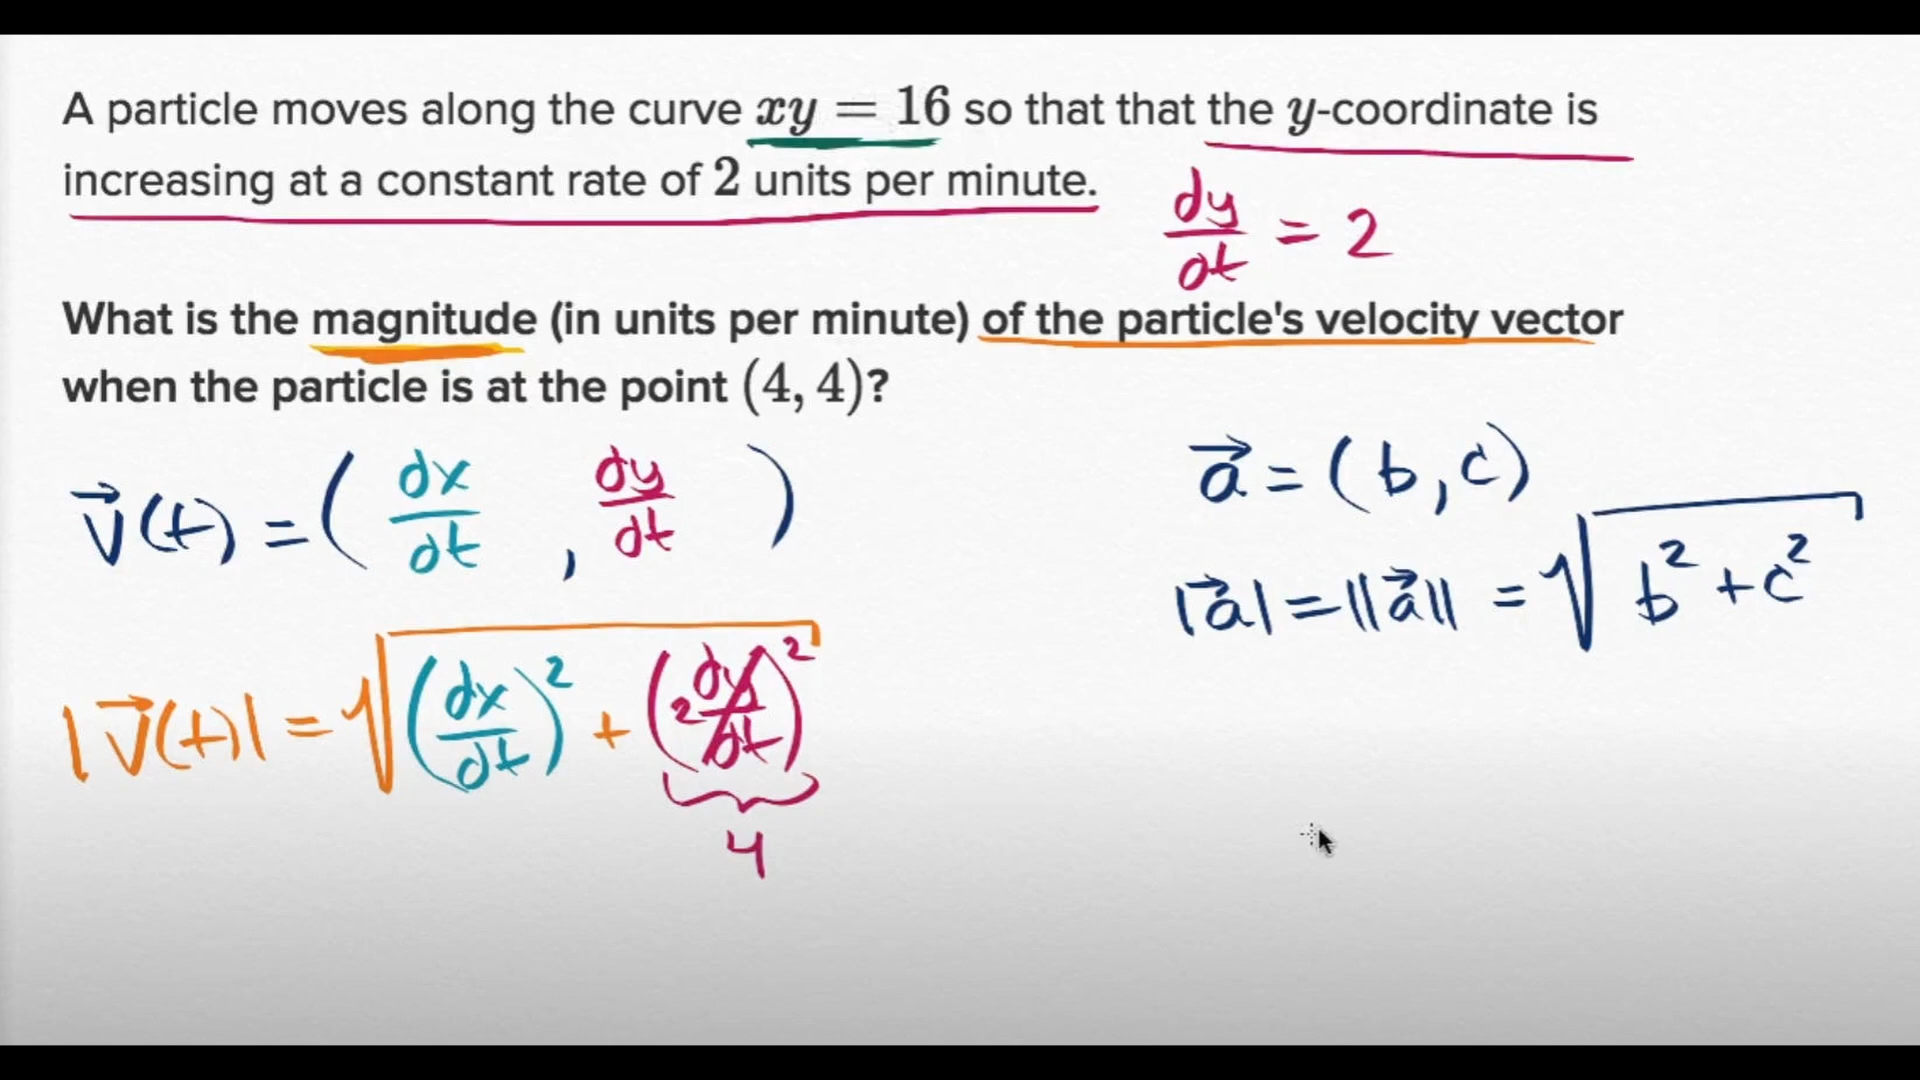 A particle moves along the curve xy = 16 so that that the y-coordinate is
increasing at a constant rate of 2 units per minute.
dy/dt = 2
What is the magnitude (in units per minute) of the particle's velocity vector
when the particle is at the point (4, 4)?
v⃗(t) = (dx/dt, dy/dt)
a⃗ = (b, c)
|a⃗| = ||a⃗|| = √(b² + c²)
|v⃗(t)| = √((dx/dt)² + (2 dy/dt)²)
4